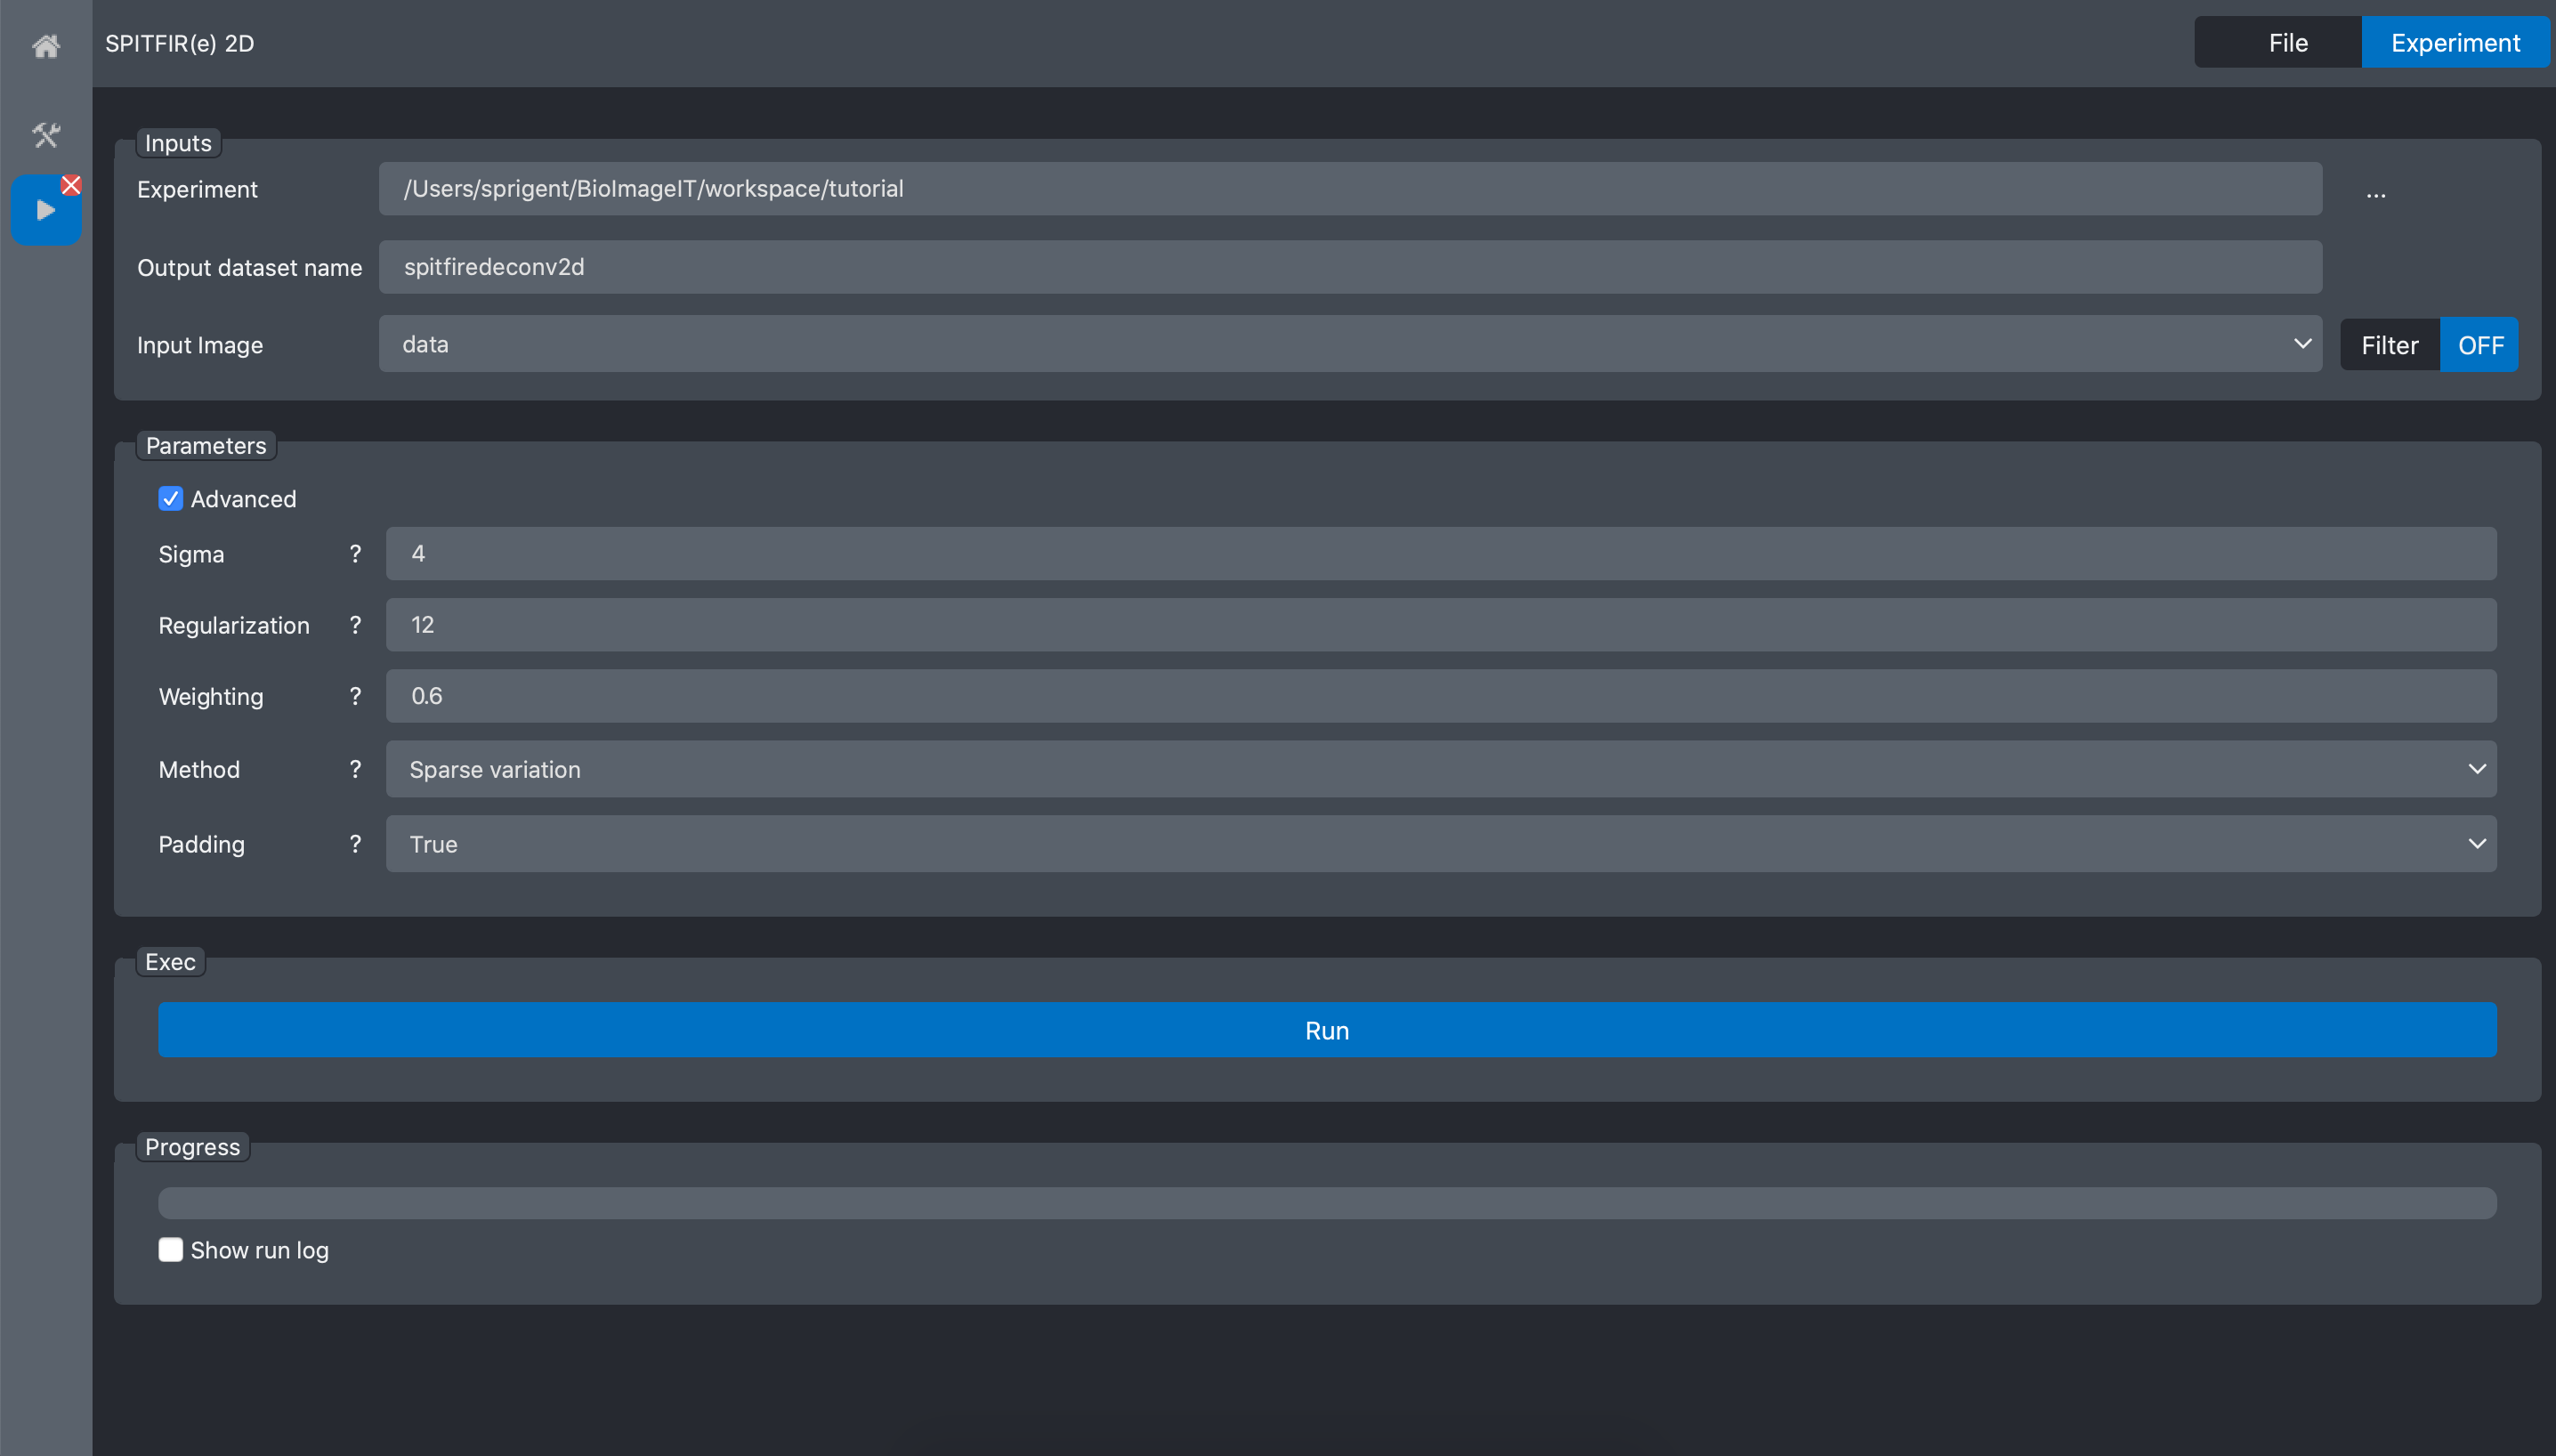 SPITFIR(e) 2D
File Experiment
Inputs
Experiment /Users/sprigent/BioImageIT/workspace/tutorial ...
Output dataset name spitfiredeconv2d
Input Image data Filter OFF
Parameters
Advanced
Sigma ? 4
Regularization ? 12
Weighting ? 0.6
Method ? Sparse variation
Padding ? True
Exec
Run
Progress
Show run log